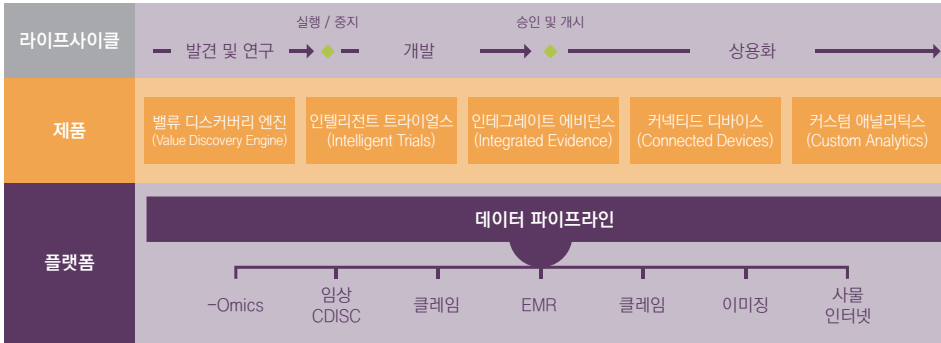 라이프사이클
실행 / 중지
승인 및 개시
발견 및 연구
개발
상용화
제품
밸류 디스커버리 엔진
(Value Discovery Engine)
인텔리전트 트라이얼스
(Intelligent Trials)
인테그레이트 에비던스
(Integrated Evidence)
커넥티드 디바이스
(Connected Devices)
커스텀 애널리틱스
(Custom Analytics)
플랫폼
데이터 파이프라인
-Omics
임상
CDISC
클레임
EMR
클레임
이미징
사물
인터넷